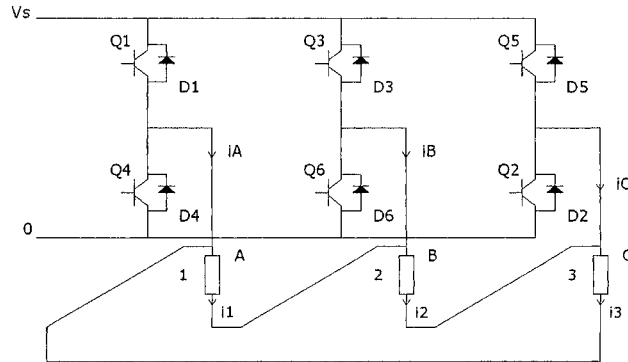 Vs
Q1 Q3 Q5
D1 D3 D5
iA iB iC
Q4 Q6 Q2
D4 D6 D2
0
A B C
1 2 3
i1 i2 i3